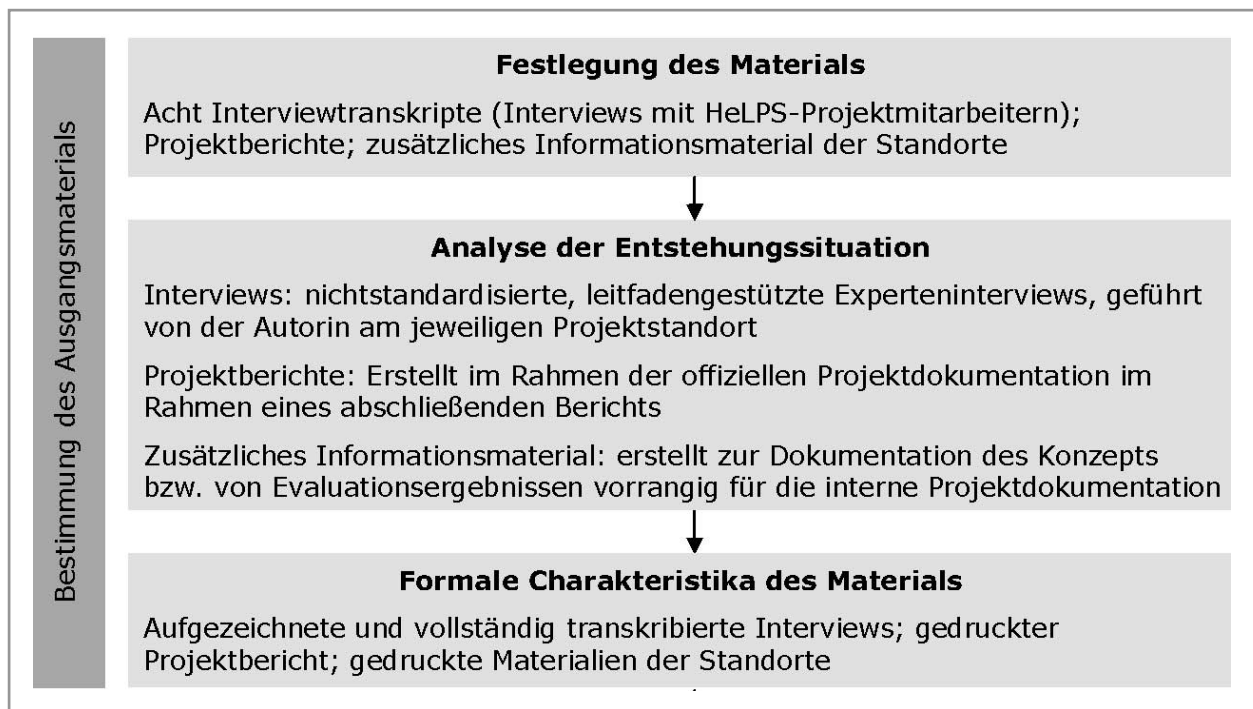 Bestimmung des Ausgangsmaterials
Festlegung des Materials
Acht Interviewtranskripte (Interviews mit HeLPS-Projektmitarbeitern);
Projektberichte; zusätzliches Informationsmaterial der Standorte
Analyse der Entstehungssituation
Interviews: nichtstandardisierte, leitfadengestützte Experteninterviews, geführt
von der Autorin am jeweiligen Projektstandort
Projektberichte: Erstellt im Rahmen der offiziellen Projektdokumentation im
Rahmen eines abschließenden Berichts
Zusätzliches Informationsmaterial: erstellt zur Dokumentation des Konzepts
bzw. von Evaluationsergebnissen vorrangig für die interne Projektdokumentation
Formale Charakteristika des Materials
Aufgezeichnete und vollständig transkribierte Interviews; gedruckter
Projektbericht; gedruckte Materialien der Standorte